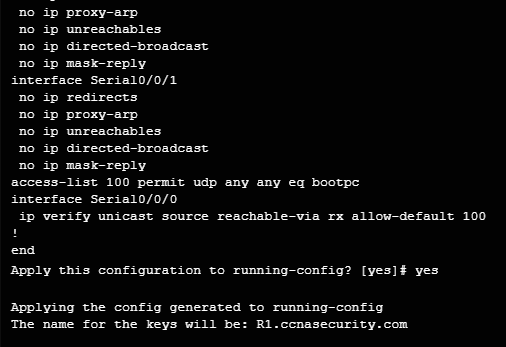 no ip proxy-arp
no ip unreachables
no ip directed-broadcast
no ip mask-reply
interface Serial0/0/1
no ip redirects
no ip proxy-arp
no ip unreachables
no ip directed-broadcast
no ip mask-reply
access-list 100 permit udp any any eq bootpc
interface Serial0/0/0
ip verify unicast source reachable-via rx allow-default 100
!
end
Apply this configuration to running-config? [yes]# yes
Applying the config generated to running-config
The name for the keys will be: R1.ccnasecurity.com